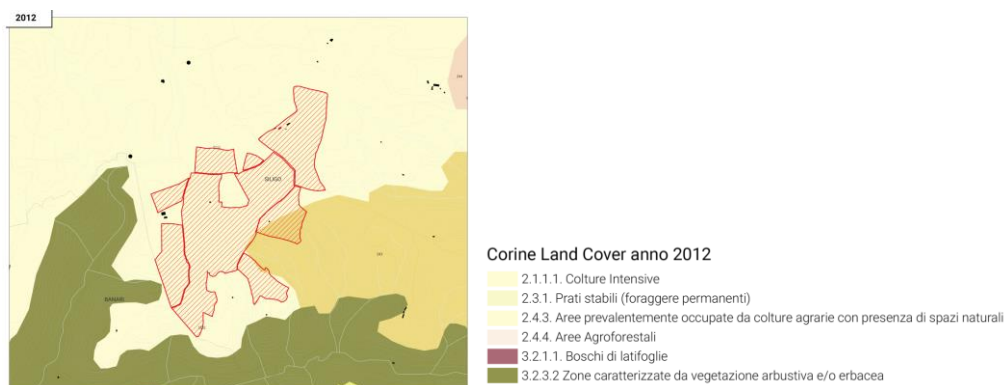 2012
SILIGO
BANARI
Corine Land Cover anno 2012
2.1.1.1. Colture Intensive
2.3.1. Prati stabili (foraggere permanenti)
2.4.3. Aree prevalentemente occupate da colture agrarie con presenza di spazi naturali
2.4.4. Aree Agroforestali
3.2.1.1. Boschi di latifoglie
3.2.3.2 Zone caratterizzate da vegetazione arbustiva e/o erbacea